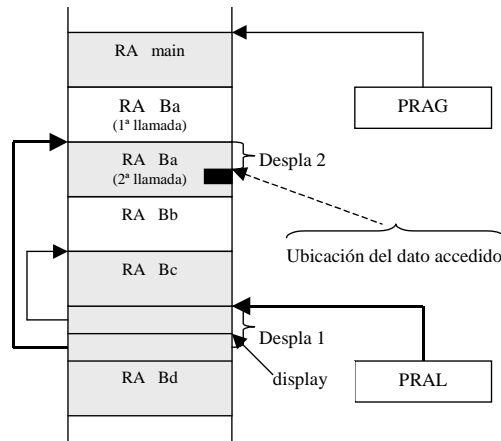 RA main
RA Ba
(1ª llamada)
PRAG
RA Ba
(2ª llamada)
Despla 2
RA Bb
Ubicación del dato accedido
RA Bc
Despla 1
display
PRAL
RA Bd